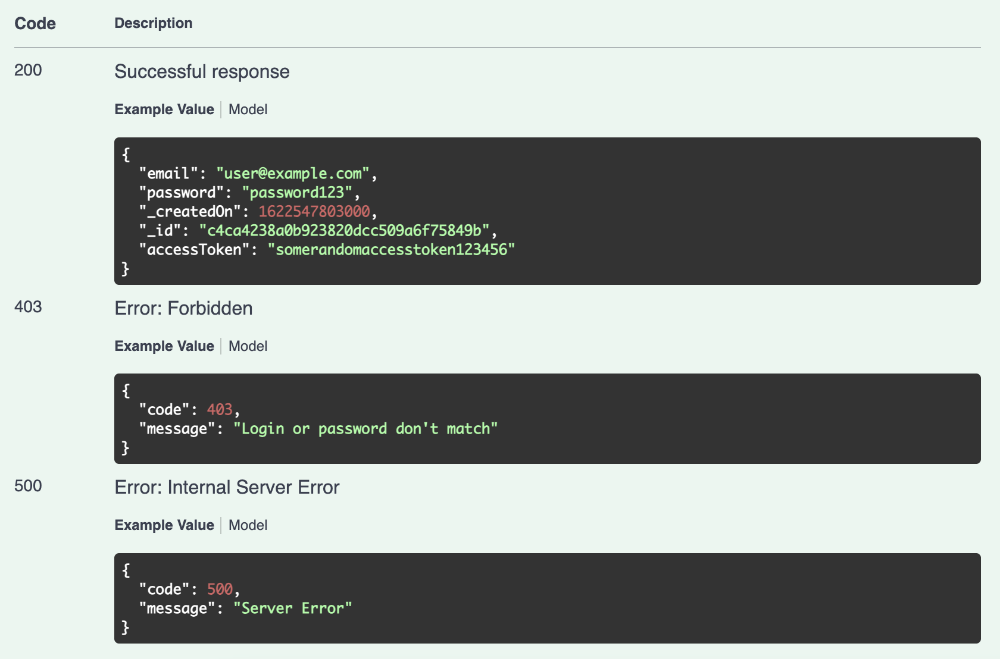 Code Description
200 Successful response
Example Value Model
{
  "email": "user@example.com",
  "password": "password123",
  "_createdOn": 1622547803000,
  "_id": "c4ca4238a0b923820dcc509a6f75849b",
  "accessToken": "somerandomaccesstoken123456"
}
403 Error: Forbidden
Example Value Model
{
  "code": 403,
  "message": "Login or password don't match"
}
500 Error: Internal Server Error
Example Value Model
{
  "code": 500,
  "message": "Server Error"
}